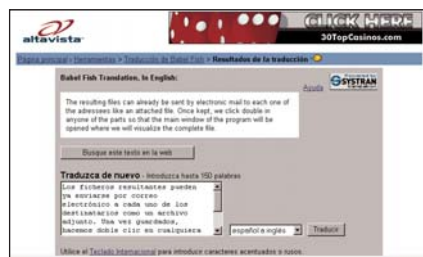 altavista
CLICK HERE
30TopCasinos.com
Página principal > Herramientas > Traducción de Babel Fish > Resultados de la traducción
Babel Fish Translation, In English:
Ayuda
Powered by
SYSTRAN
The resulting files can already be sent by electronic mail to each one of
the adressees like an attached file. Once kept, we click double in
anyone of the parts so that the main window of the program will be
opened where we will visualize the complete file.
Busque este texto en la web
Traduzca de nuevo - Introduzca hasta 150 palabras
Los ficheros resultantes pueden
ya enviarse por correo
electrónico a cada uno de los
destinatarios como un archivo
adjunto. Una vez guardados,
hacemos doble clic en cualquiera
español a inglés
Traducir
Utilice el Teclado Internacional para introducir caracteres acentuados o rusos.